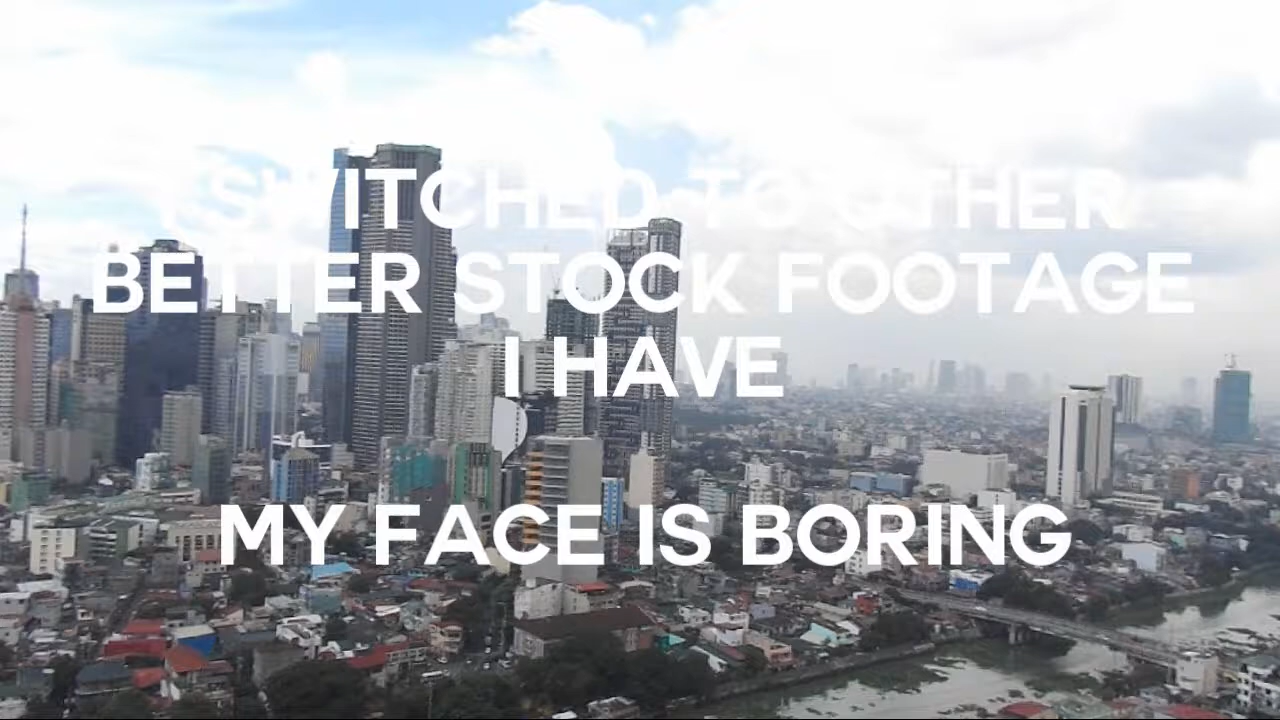 I SWITCHED TO OTHER
BETTER STOCK FOOTAGE
I HAVE
MY FACE IS BORING